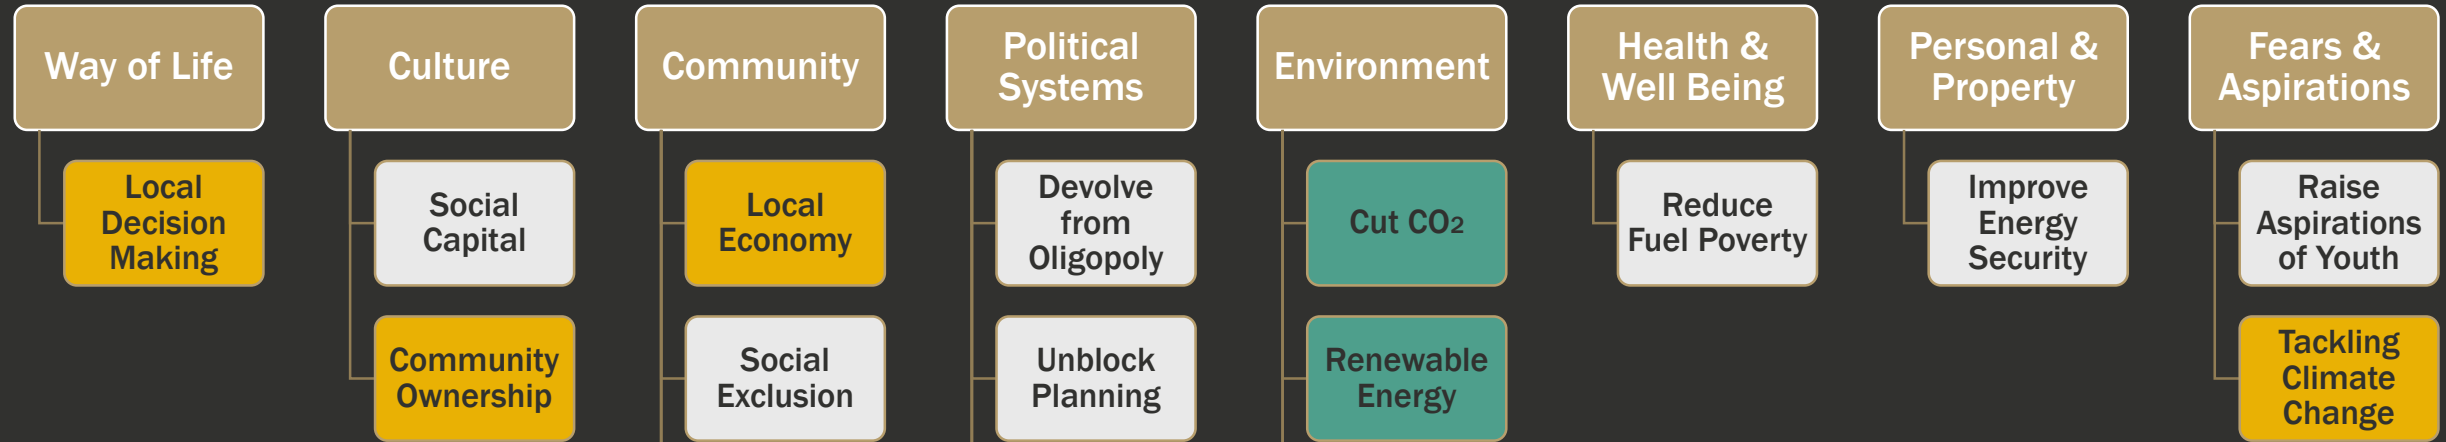 Way of Life
Local
Decision
Making
Culture
Social
Capital
Community
Ownership
Community
Local
Economy
Social
Exclusion
Political
Systems
Devolve
from
Oligopoly
Unblock
Planning
Environment
Cut CO2
Renewable
Energy
Health &
Well Being
Reduce
Fuel Poverty
Personal &
Property
Improve
Energy
Security
Fears &
Aspirations
Raise
Aspirations
of Youth
Tackling
Climate
Change